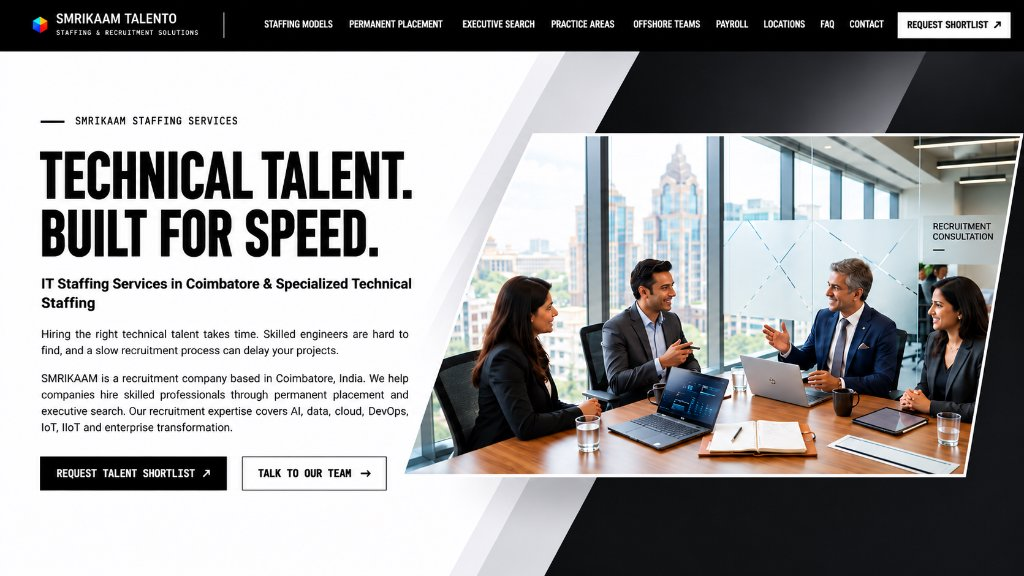 SMRIKAAM TALENTO
STAFFING & RECRUITMENT SOLUTIONS
STAFFING MODELS
PERMANENT PLACEMENT
EXECUTIVE SEARCH
PRACTICE AREAS
OFFSHORE TEAMS
PAYROLL
LOCATIONS
FAQ
CONTACT
REQUEST SHORTLIST ↗
SMRIKAAM STAFFING SERVICES
TECHNICAL TALENT.
BUILT FOR SPEED.
IT Staffing Services in Coimbatore & Specialized Technical
Staffing
Hiring the right technical talent takes time. Skilled engineers are hard to
find, and a slow recruitment process can delay your projects.
SMRIKAAM is a recruitment company based in Coimbatore, India. We help
companies hire skilled professionals through permanent placement and
executive search. Our recruitment expertise covers AI, data, cloud, DevOps,
IoT, IIoT and enterprise transformation.
REQUEST TALENT SHORTLIST ↗
TALK TO OUR TEAM →
RECRUITMENT
CONSULTATION